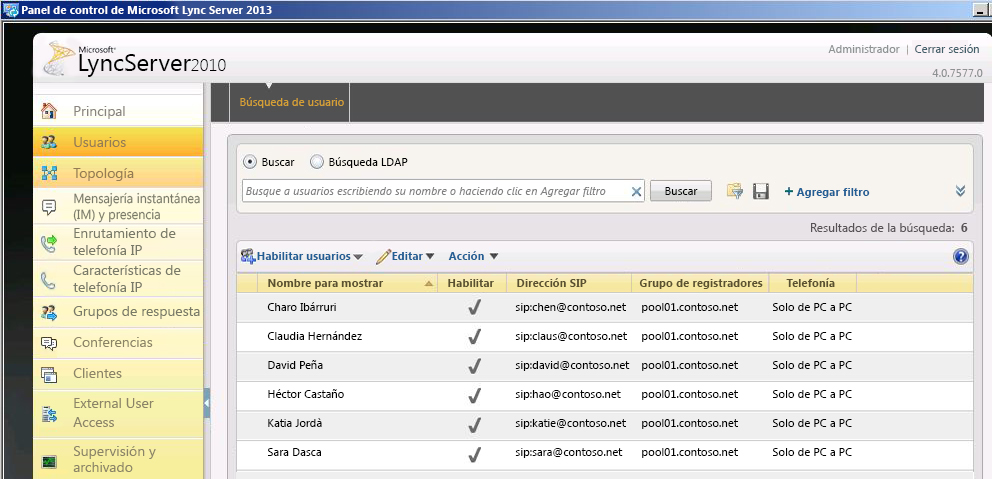 Panel de control de Microsoft Lync Server 2013
Microsoft®
LyncServer2010
Administrador | Cerrar sesión
4.0.7577.0
Principal
Usuarios
Topología
Mensajería instantánea
(IM) y presencia
Enrutamiento de
telefonía IP
Características de
telefonía IP
Grupos de respuesta
Conferencias
Clientes
External User
Access
Supervisión y
archivado
Búsqueda de usuario
Buscar Búsqueda LDAP
Busque a usuarios escribiendo su nombre o haciendo clic en Agregar filtro Buscar + Agregar filtro
Resultados de la búsqueda: 6
Habilitar usuarios Editar Acción
Nombre para mostrar Habilitar Dirección SIP Grupo de registradores Telefonía
Charo Ibárruri sip:chen@contoso.net pool01.contoso.net Solo de PC a PC
Claudia Hernández sip:claus@contoso.net pool01.contoso.net Solo de PC a PC
David Peña sip:david@contoso.net pool01.contoso.net Solo de PC a PC
Héctor Castaño sip:hao@contoso.net pool01.contoso.net Solo de PC a PC
Katia Jordà sip:katie@contoso.net pool01.contoso.net Solo de PC a PC
Sara Dasca sip:sara@contoso.net pool01.contoso.net Solo de PC a PC